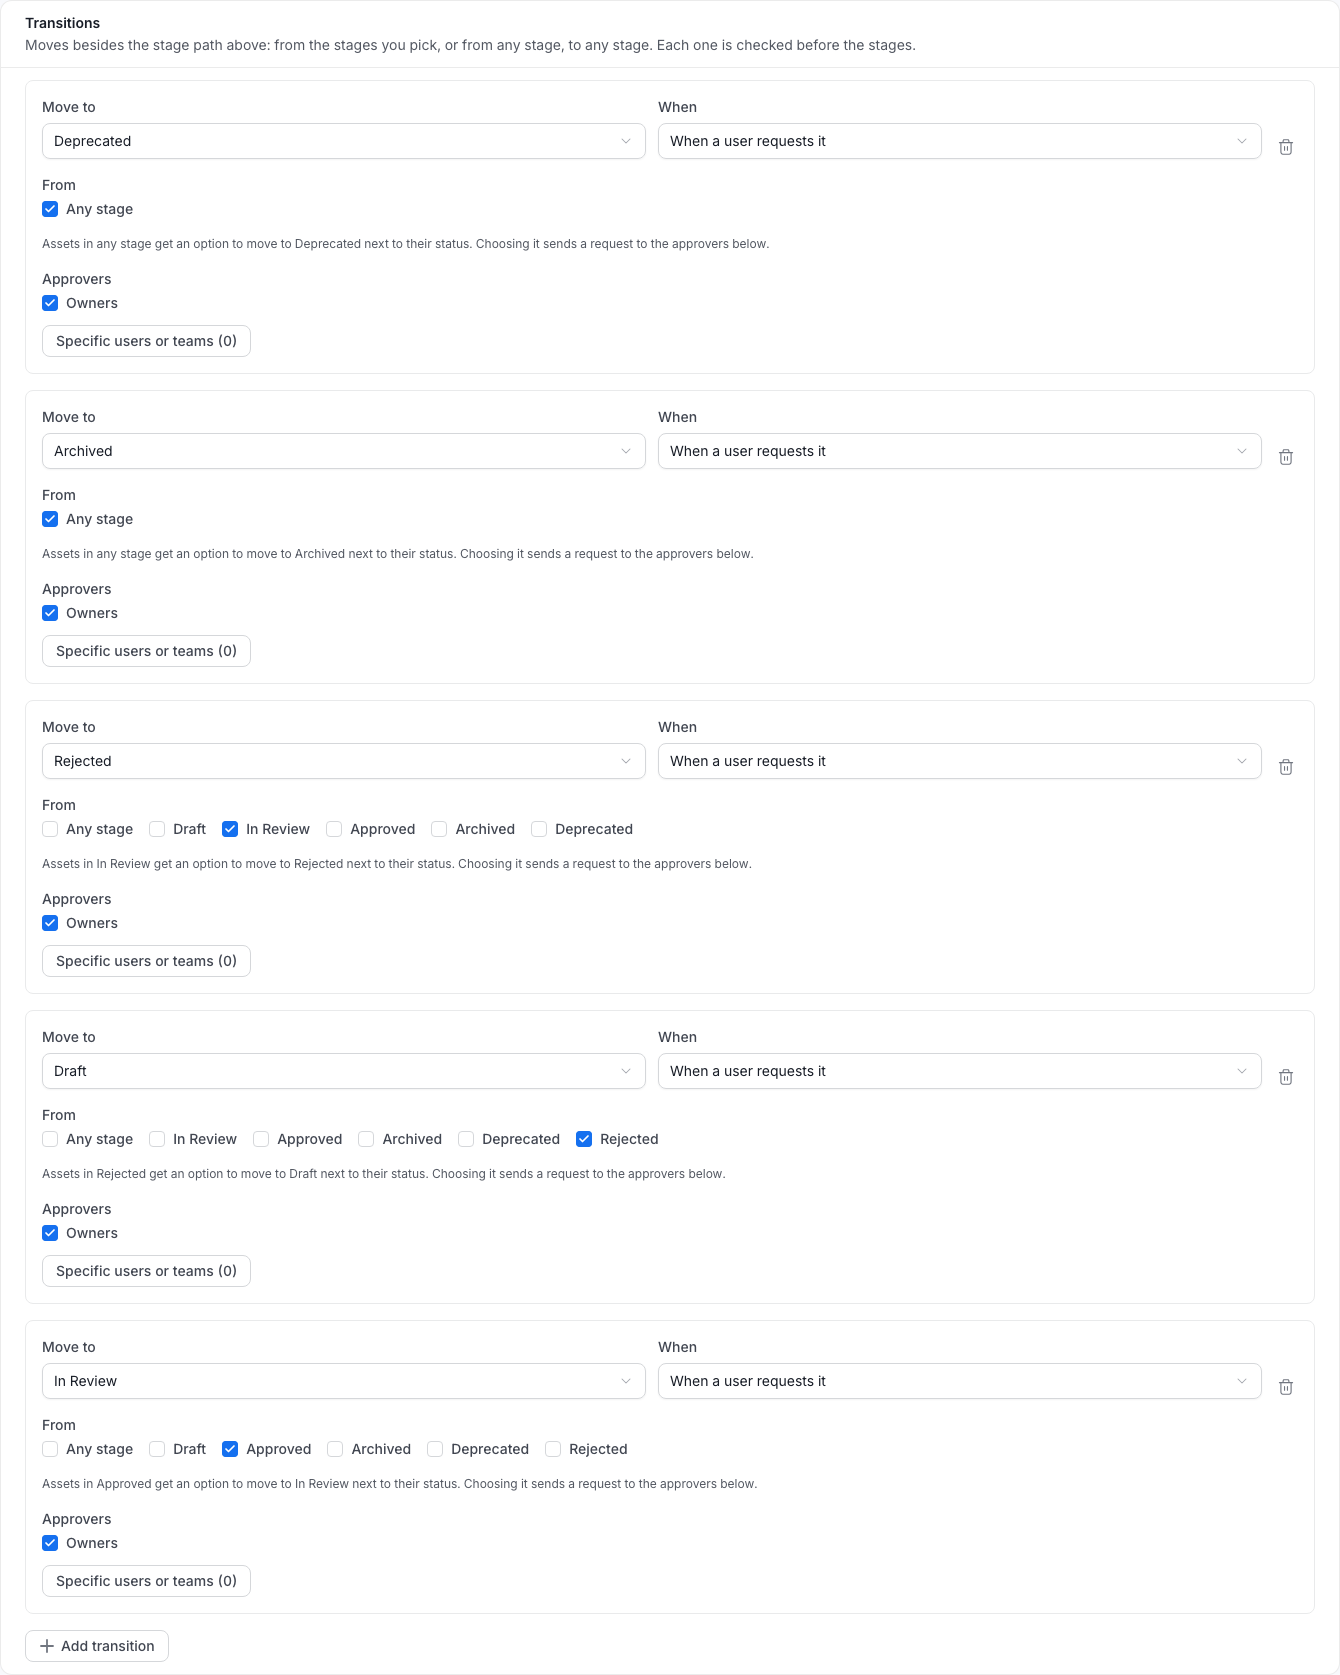 Transitions
Moves besides the stage path above: from the stages you pick, or from any stage, to any stage. Each one is checked before the stages.
Move to
When
Deprecated
When a user requests it
From
Any stage
Assets in any stage get an option to move to Deprecated next to their status. Choosing it sends a request to the approvers below.
Approvers
Owners
Specific users or teams (0)
Move to
When
Archived
When a user requests it
From
Any stage
Assets in any stage get an option to move to Archived next to their status. Choosing it sends a request to the approvers below.
Approvers
Owners
Specific users or teams (0)
Move to
When
Rejected
When a user requests it
From
Any stage Draft In Review Approved Archived Deprecated
Assets in In Review get an option to move to Rejected next to their status. Choosing it sends a request to the approvers below.
Approvers
Owners
Specific users or teams (0)
Move to
When
Draft
When a user requests it
From
Any stage In Review Approved Archived Deprecated Rejected
Assets in Rejected get an option to move to Draft next to their status. Choosing it sends a request to the approvers below.
Approvers
Owners
Specific users or teams (0)
Move to
When
In Review
When a user requests it
From
Any stage Draft Approved Archived Deprecated Rejected
Assets in Approved get an option to move to In Review next to their status. Choosing it sends a request to the approvers below.
Approvers
Owners
Specific users or teams (0)
Add transition